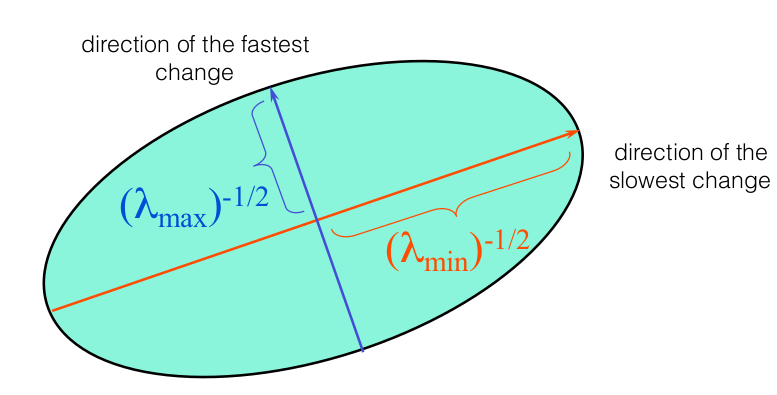 direction of the fastest
change
direction of the
slowest change
(λmax)-1/2
(λmin)-1/2